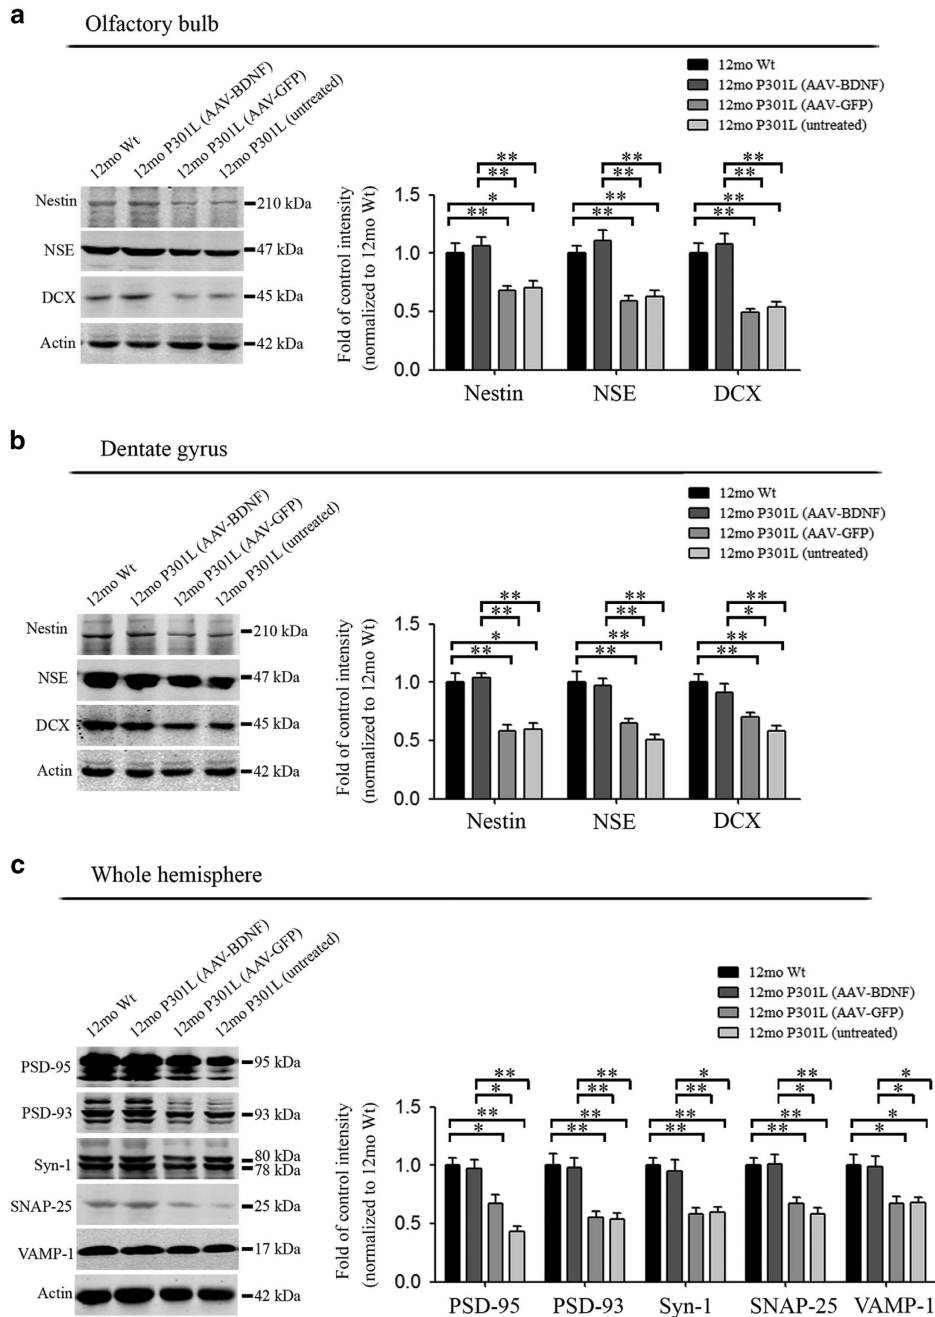 a
Olfactory bulb
12mo Wt
12mo P301L (AAV-BDNF)
12mo P301L (AAV-GFP)
12mo P301L (untreated)
Nestin
210 kDa
NSE
47 kDa
DCX
45 kDa
Actin
42 kDa
12mo Wt
12mo P301L (AAV-BDNF)
12mo P301L (AAV-GFP)
12mo P301L (untreated)
Fold of control intensity
(normalized to 12mo Wt)
1.5
1.0
0.5
0.0
** ** **
** ** **
* ** **
** ** **
Nestin NSE DCX
b
Dentate gyrus
12mo Wt
12mo P301L (AAV-BDNF)
12mo P301L (AAV-GFP)
12mo P301L (untreated)
Nestin
210 kDa
NSE
47 kDa
DCX
45 kDa
Actin
42 kDa
12mo Wt
12mo P301L (AAV-BDNF)
12mo P301L (AAV-GFP)
12mo P301L (untreated)
Fold of control intensity
(normalized to 12mo Wt)
1.5
1.0
0.5
0.0
** ** **
** ** *
* ** **
** ** **
Nestin NSE DCX
c
Whole hemisphere
12mo Wt
12mo P301L (AAV-BDNF)
12mo P301L (AAV-GFP)
12mo P301L (untreated)
PSD-95
95 kDa
PSD-93
93 kDa
Syn-1
80 kDa
78 kDa
SNAP-25
25 kDa
VAMP-1
17 kDa
Actin
42 kDa
12mo Wt
12mo P301L (AAV-BDNF)
12mo P301L (AAV-GFP)
12mo P301L (untreated)
Fold of control intensity
(normalized to 12mo Wt)
1.5
1.0
0.5
0.0
** ** * ** *
* ** ** * *
** ** ** ** *
* ** ** ** *
PSD-95 PSD-93 Syn-1 SNAP-25 VAMP-1